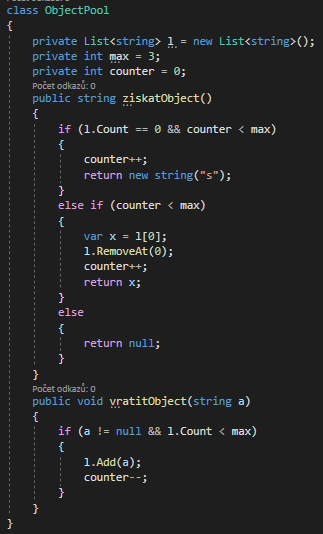 class ObjectPool
{
private List<string> l = new List<string>();
private int max = 3;
private int counter = 0;
Počet odkazů: 0
public string ziskatObject()
{
if (l.Count == 0 && counter < max)
{
counter++;
return new string("s");
}
else if (counter < max)
{
var x = l[0];
l.RemoveAt(0);
counter++;
return x;
}
else
{
return null;
}
}
Počet odkazů: 0
public void vratitObject(string a)
{
if (a != null && l.Count < max)
{
l.Add(a);
counter--;
}
}
}